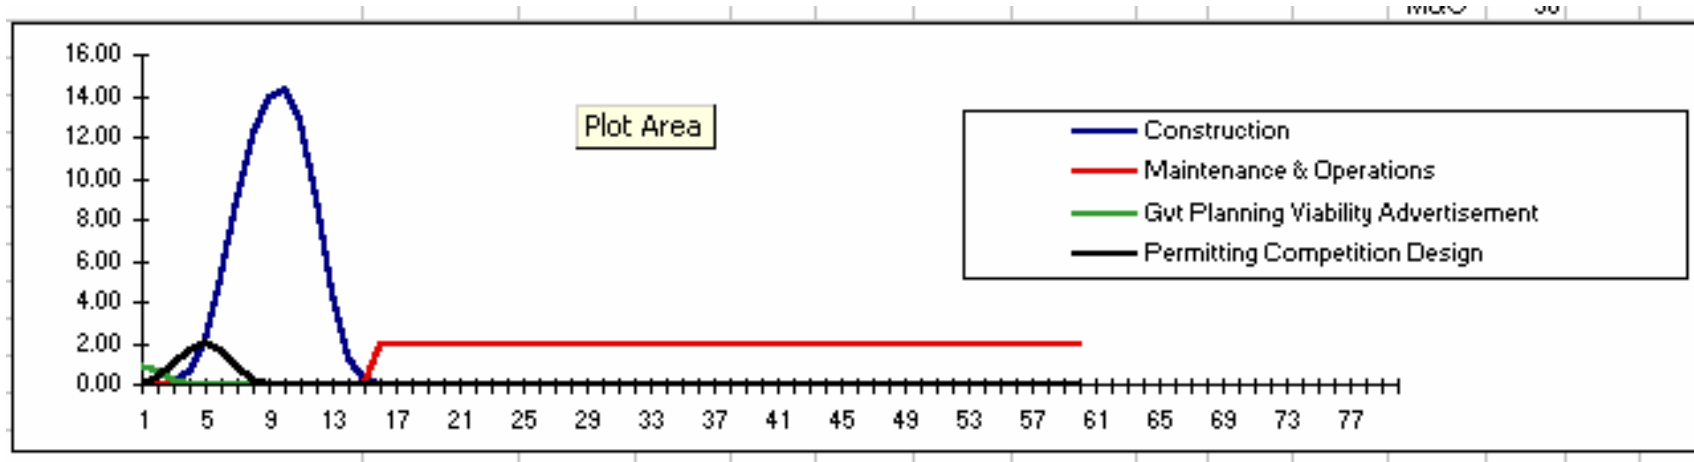 16.00
14.00
12.00
10.00
8.00
6.00
4.00
2.00
0.00
Plot Area
Construction
Maintenance & Operations
Gvt Planning Viability Advertisement
Permitting Competition Design
1 5 9 13 17 21 25 29 33 37 41 45 49 53 57 61 65 69 73 77